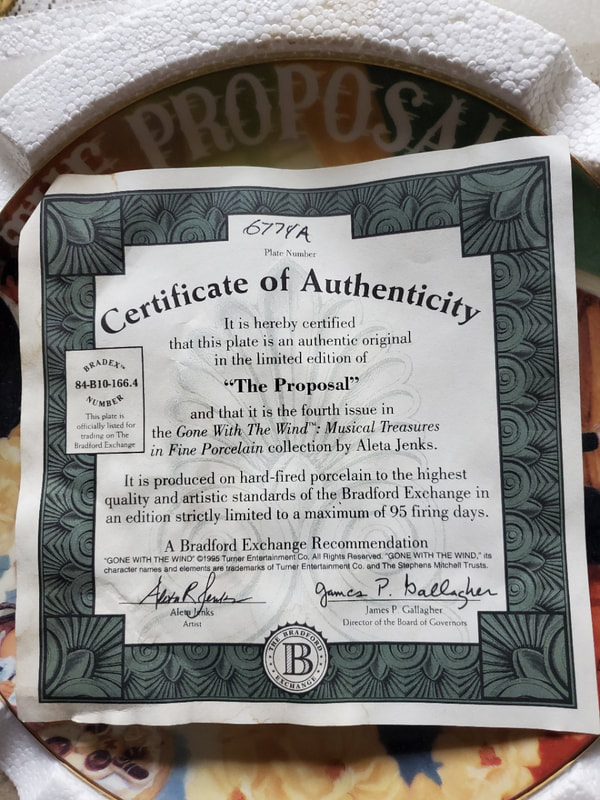 THE PROPOSAL
6774A
Plate Number
Certificate of Authenticity
It is hereby certified
that this plate is an authentic original
in the limited edition of
“The Proposal”
and that it is the fourth issue in
the Gone With The Wind™: Musical Treasures
in Fine Porcelain collection by Aleta Jenks.
BRADEX™
84-B10-166.4
NUMBER
This plate is
officially listed for
trading on The
Bradford Exchange
It is produced on hard-fired porcelain to the highest
quality and artistic standards of the Bradford Exchange in
an edition strictly limited to a maximum of 95 firing days.
A Bradford Exchange Recommendation
"GONE WITH THE WIND" ©1995 Turner Entertainment Co. All Rights Reserved. "GONE WITH THE WIND," its
character names and elements are trademarks of Turner Entertainment Co. and The Stephens Mitchell Trusts.
Aleta R Jenks
Aleta Jenks
Artist
James P. Gallagher
James P. Gallagher
Director of the Board of Governors
THE BRADFORD
B
EXCHANGE